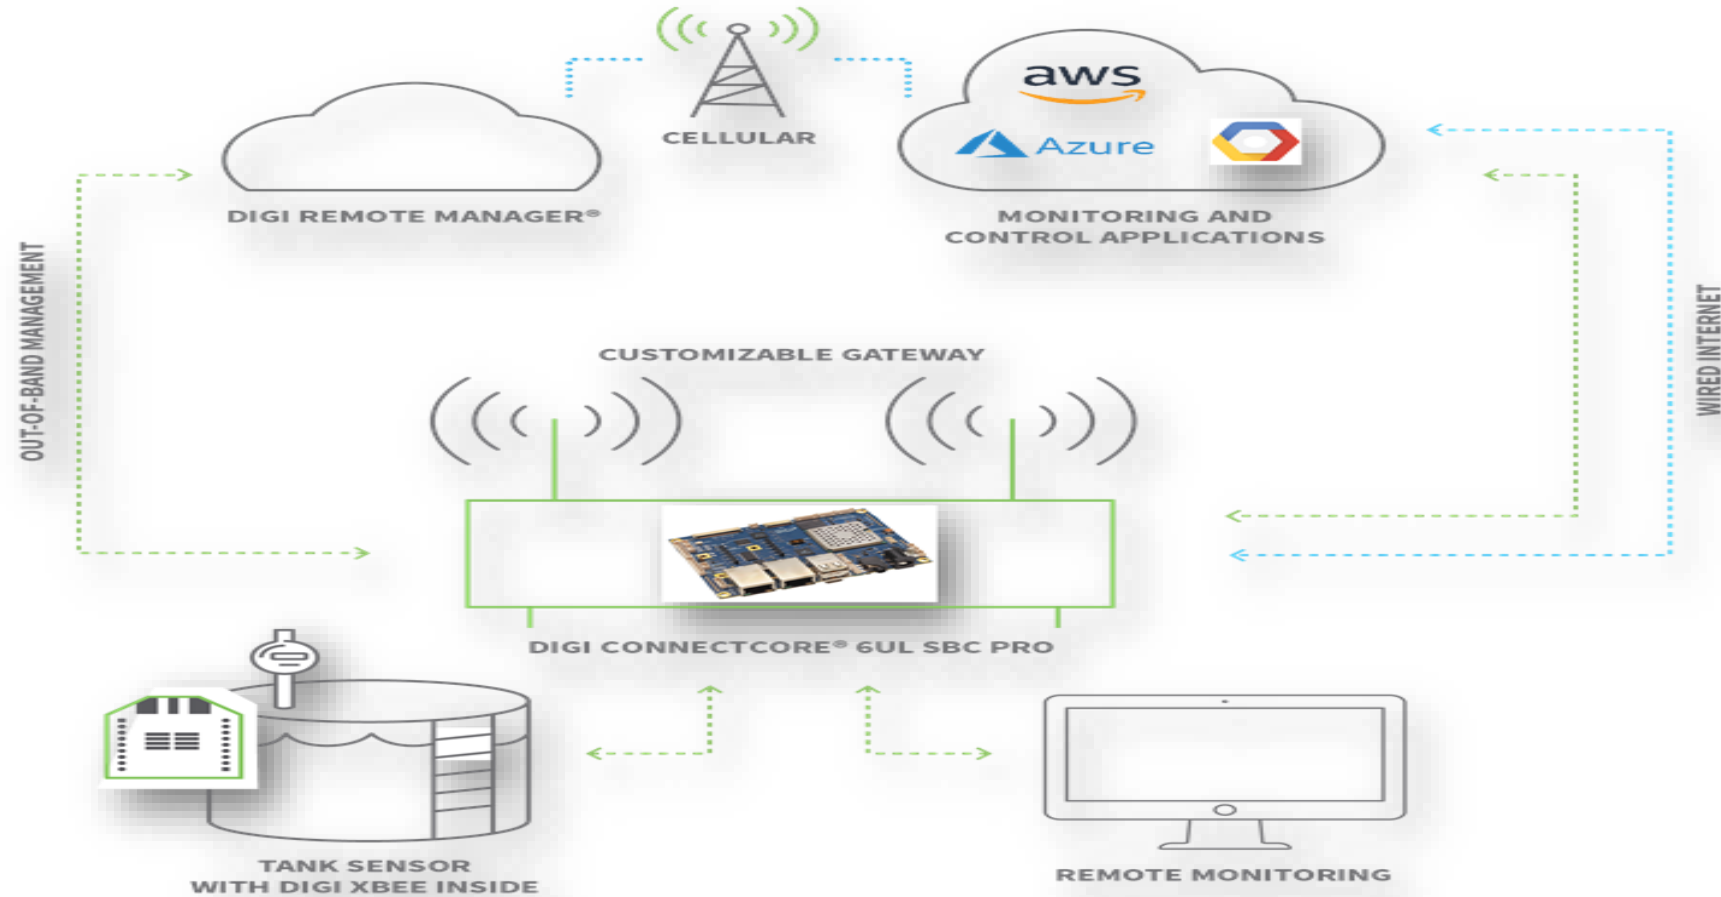 CELLULAR
aws
Azure
DIGI REMOTE MANAGER®
MONITORING AND
CONTROL APPLICATIONS
OUT-OF-BAND MANAGEMENT
WIRED INTERNET
CUSTOMIZABLE GATEWAY
DIGI CONNECTCORE® 6UL SBC PRO
TANK SENSOR
WITH DIGI XBEE INSIDE
REMOTE MONITORING